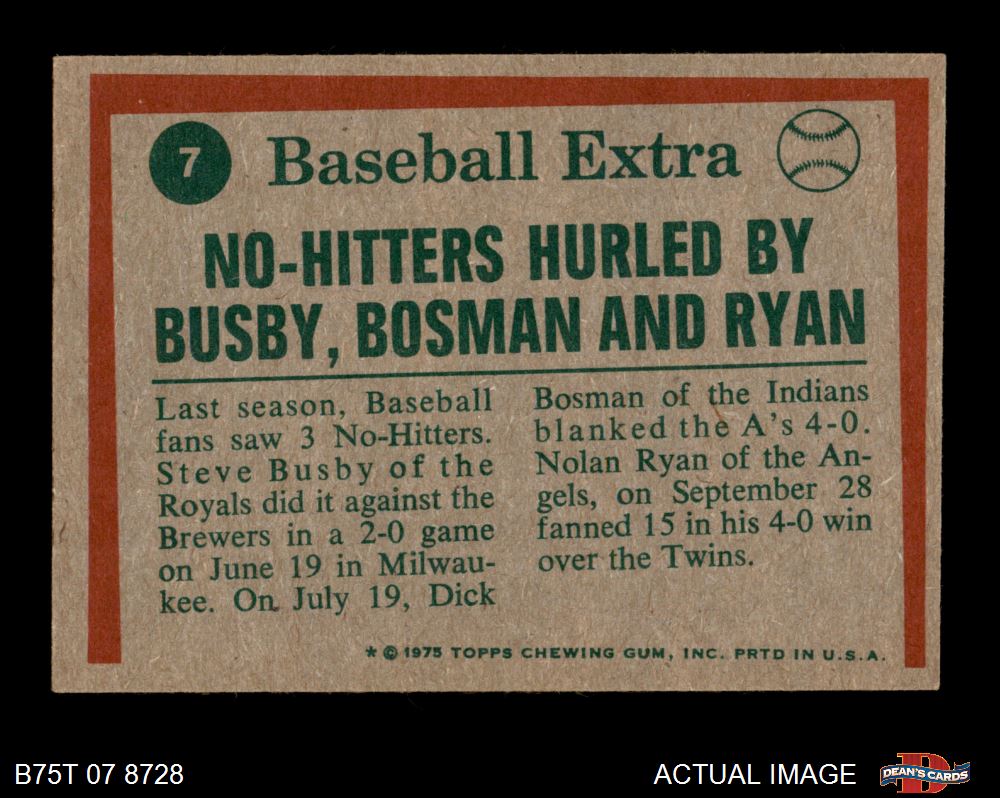 7 Baseball Extra
NO-HITTERS HURLED BY
BUSBY, BOSMAN AND RYAN
Last season, Baseball
fans saw 3 No-Hitters.
Steve Busby of the
Royals did it against the
Brewers in a 2-0 game
on June 19 in Milwau-
kee. On July 19, Dick
Bosman of the Indians
blanked the A's 4-0.
Nolan Ryan of the An-
gels, on September 28
fanned 15 in his 4-0 win
over the Twins.
* © 1975 TOPPS CHEWING GUM, INC. PRTD IN U.S.A.
B75T 07 8728
ACTUAL IMAGE
D
DEAN'S CARDS